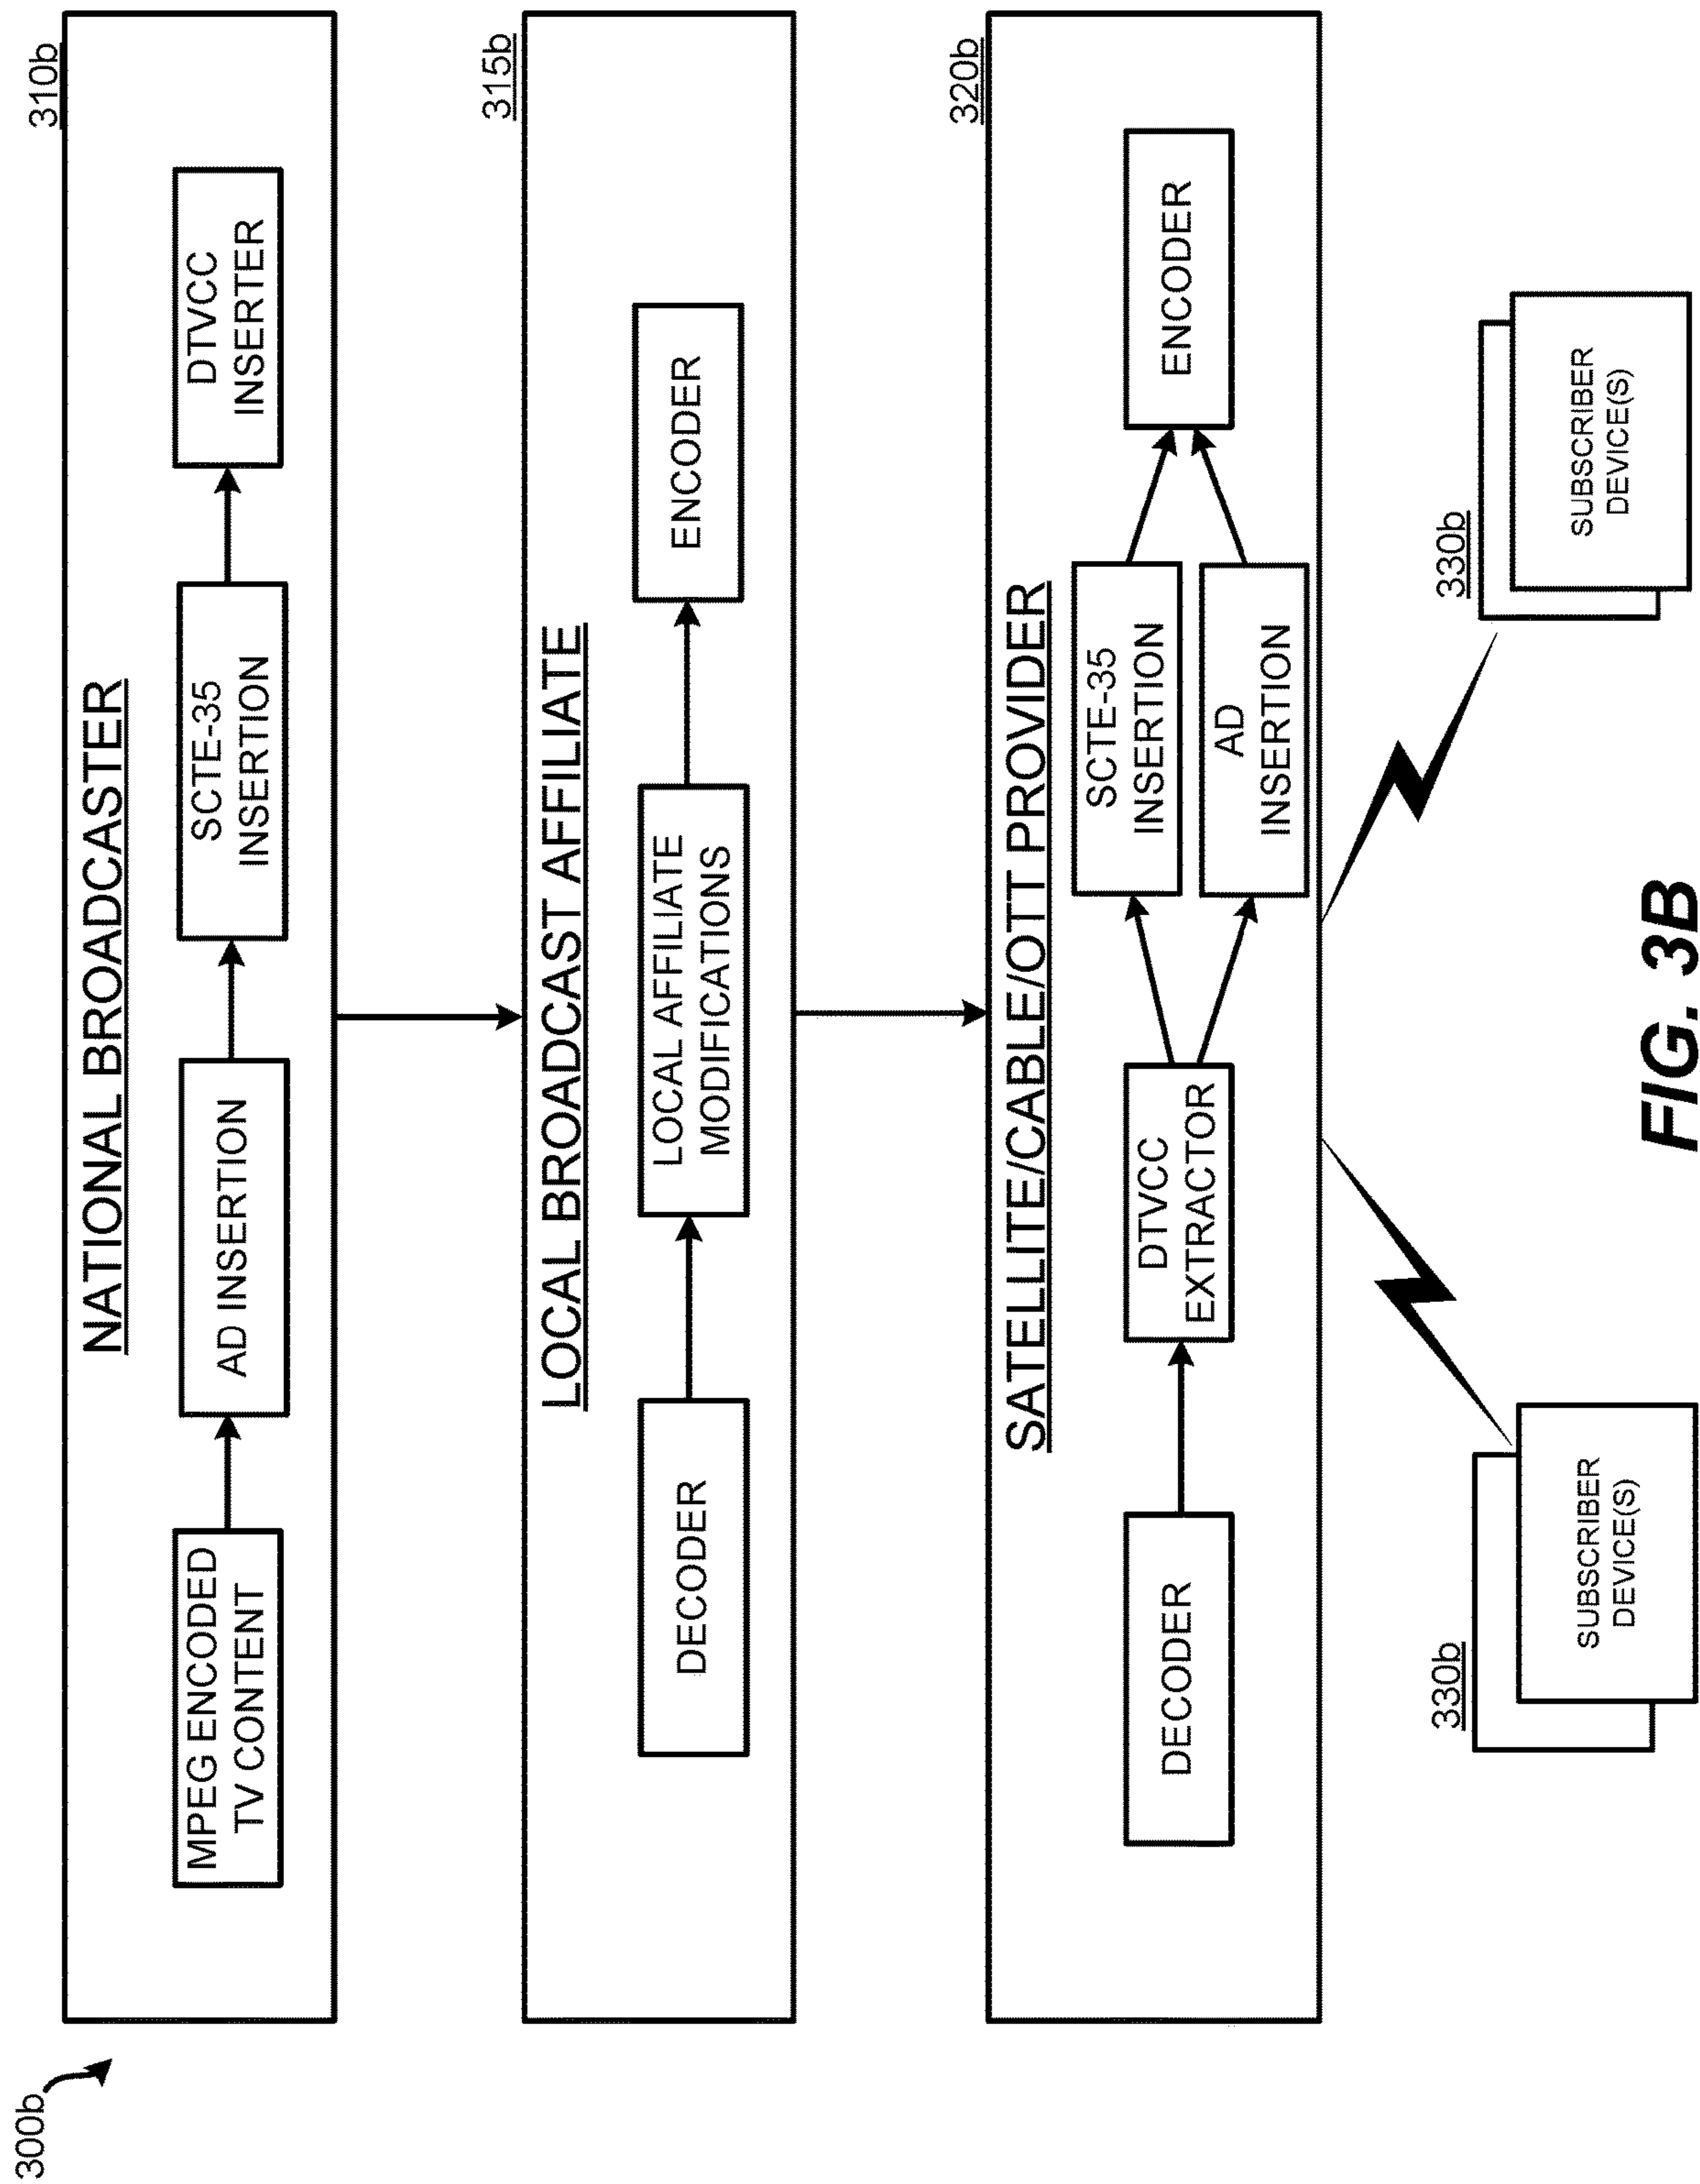 300b
310b
NATIONAL BROADCASTER
MPEG ENCODED
TV CONTENT
AD INSERTION
SCTE-35
INSERTION
DTVCC
INSERTER
315b
LOCAL BROADCAST AFFILIATE
DECODER
LOCAL AFFILIATE
MODIFICATIONS
ENCODER
320b
SATELLITE/CABLE/OTT PROVIDER
DECODER
DTVCC
EXTRACTOR
SCTE-35
INSERTION
AD
INSERTION
ENCODER
330b
SUBSCRIBER
DEVICE(S)
330b
SUBSCRIBER
DEVICE(S)
FIG. 3B